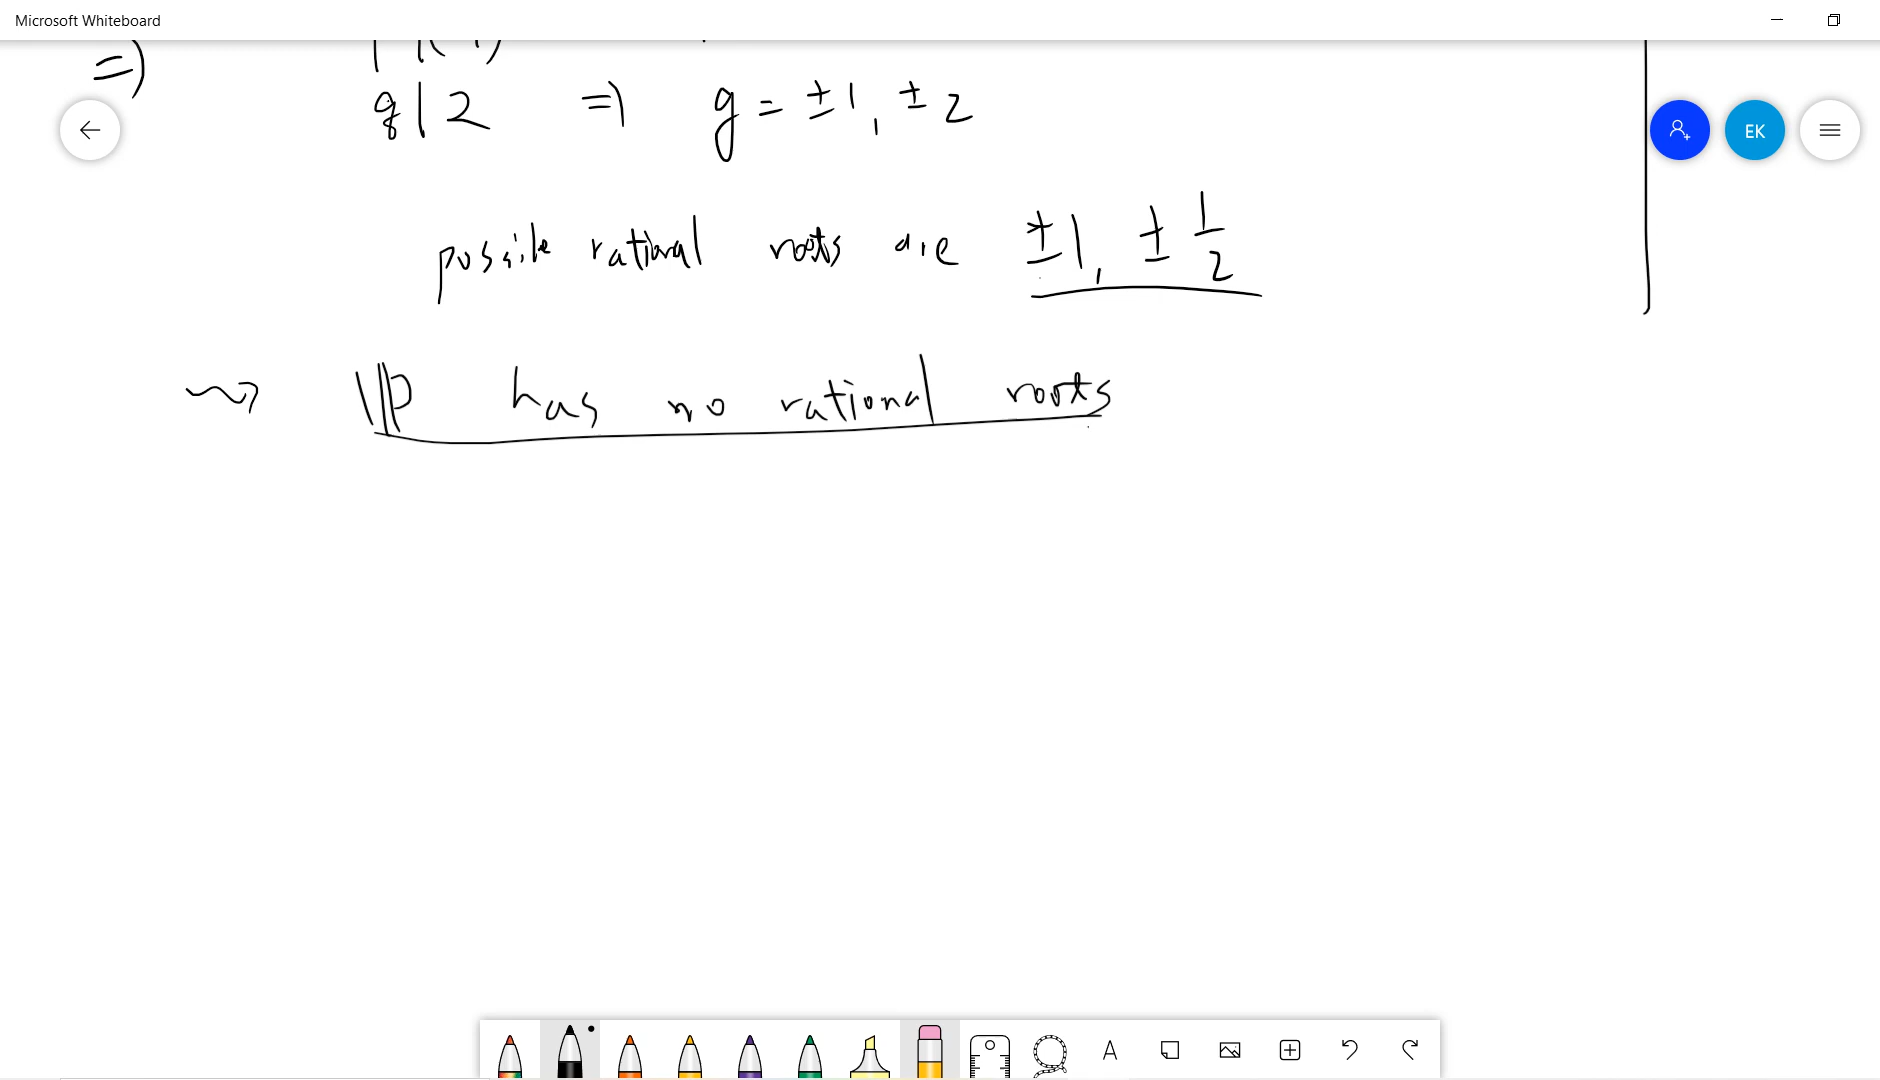 Microsoft Whiteboard
=>
q | 2 => q = ±1, ±2
EK
possible rational roots are ±1, ±1/2
⇝ ℙ has no rational roots
A